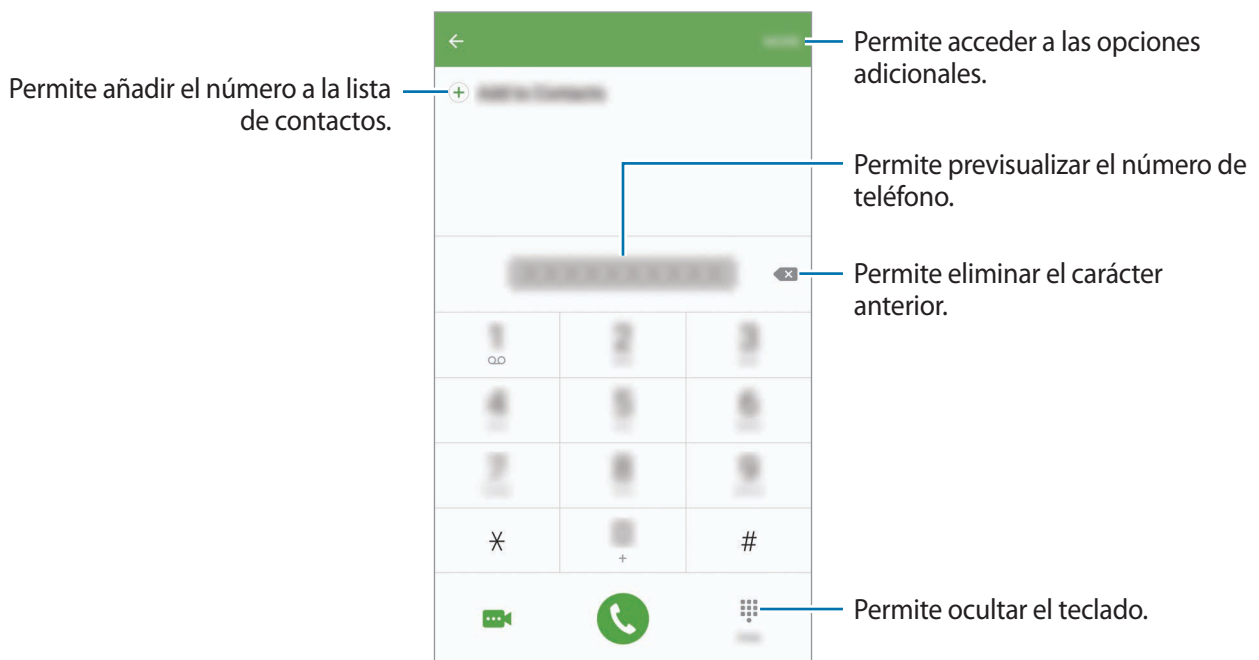 Permite acceder a las opciones
adicionales.
Permite añadir el número a la lista
de contactos.
Permite previsualizar el número de
teléfono.
Permite eliminar el carácter
anterior.
1
2
3
4
5
6
7
8
9
0
+
#
Permite ocultar el teclado.